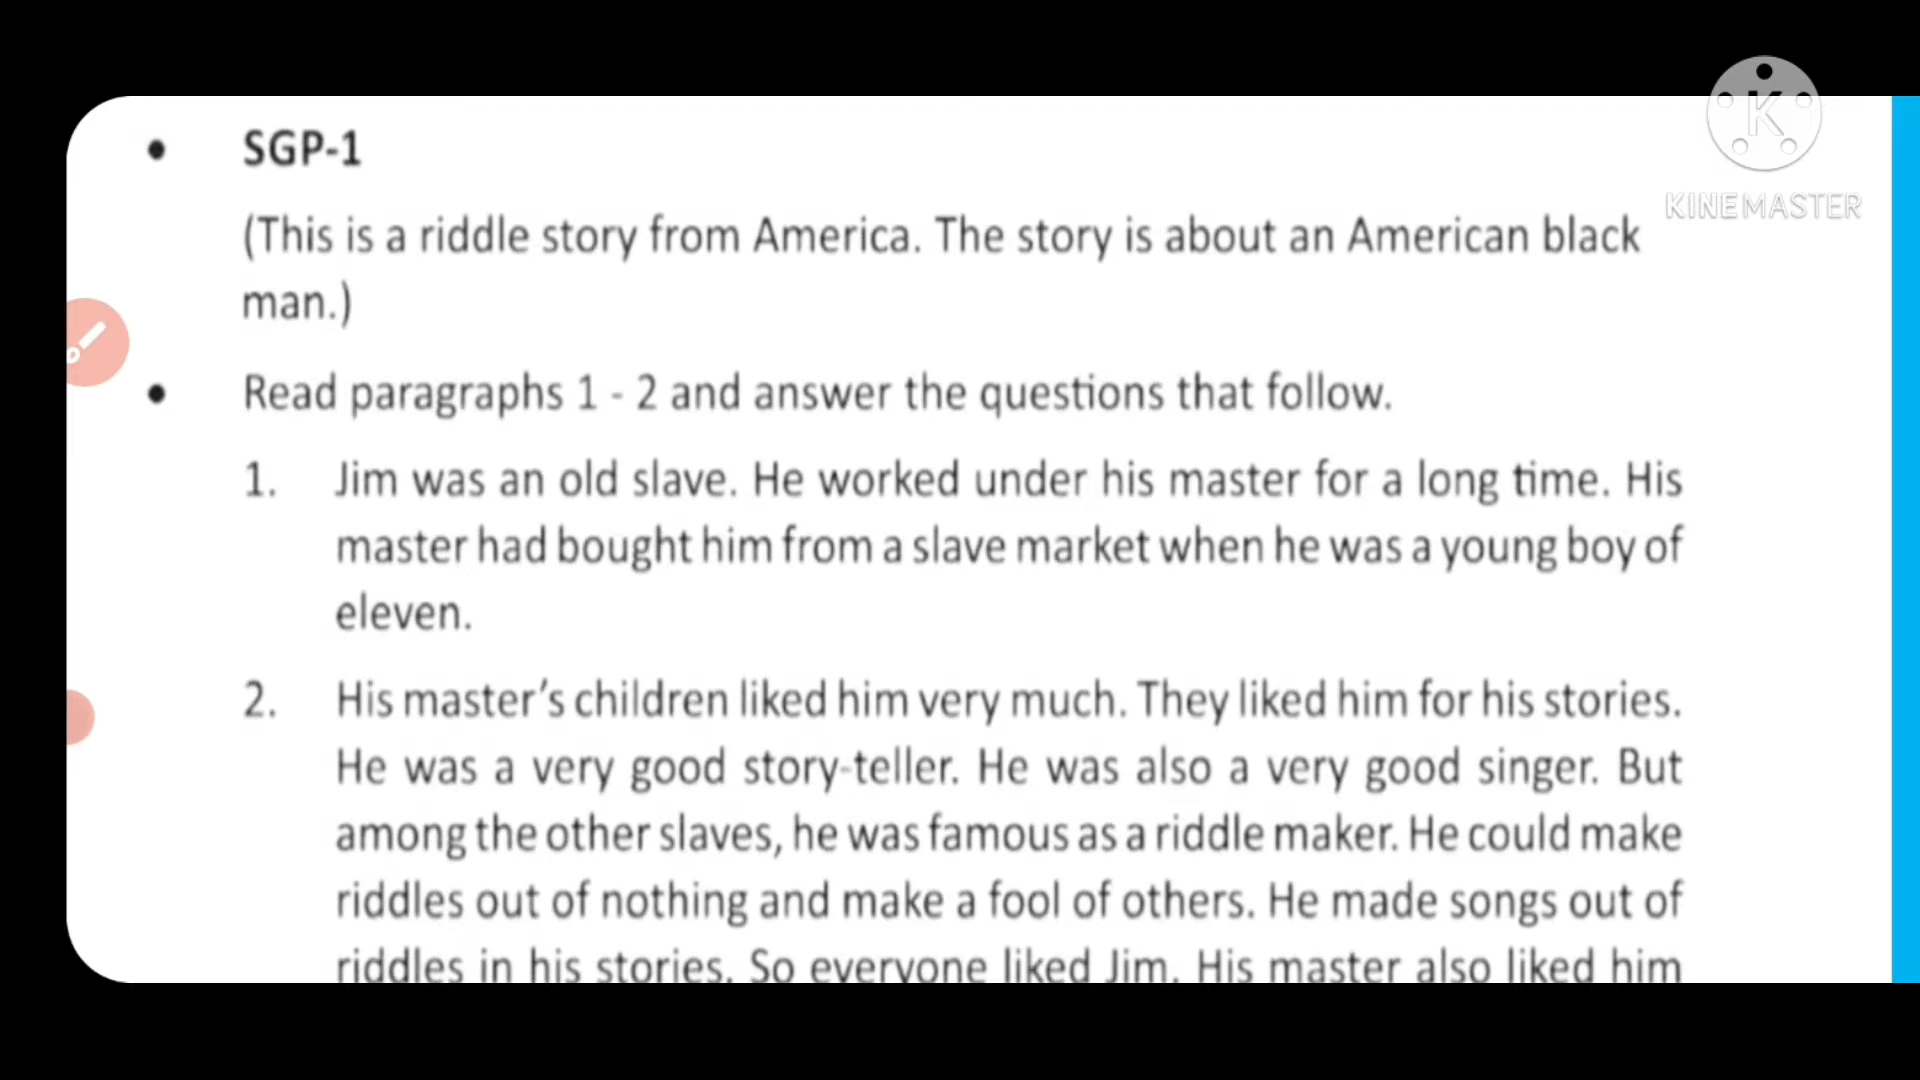 KINEMASTER
• SGP-1
(This is a riddle story from America. The story is about an American black
man.)
• Read paragraphs 1 - 2 and answer the questions that follow.
1. Jim was an old slave. He worked under his master for a long time. His
master had bought him from a slave market when he was a young boy of
eleven.
2. His master's children liked him very much. They liked him for his stories.
He was a very good story-teller. He was also a very good singer. But
among the other slaves, he was famous as a riddle maker. He could make
riddles out of nothing and make a fool of others. He made songs out of
riddles in his stories. So everyone liked Jim. His master also liked him